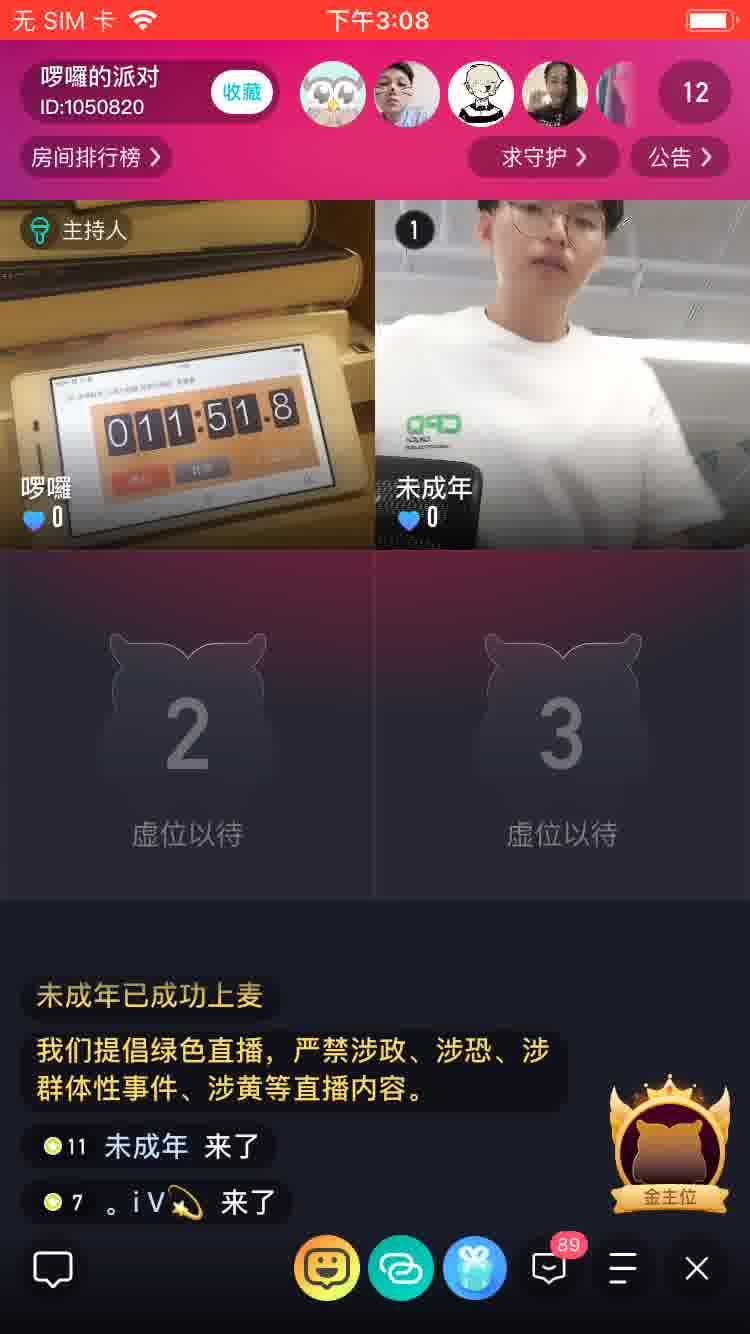 无 SIM 卡
下午3:08
啰囉的派对
ID:1050820
收藏
12
房间排行榜
求守护
公告
主持人
1
011:51.8
啰囉
0
未成年
0
2
3
虚位以待
虚位以待
未成年已成功上麦
我们提倡绿色直播，严禁涉政、涉恐、涉
群体性事件、涉黄等直播内容。
11 未成年 来了
7 。i V💫 来了
金主位
89